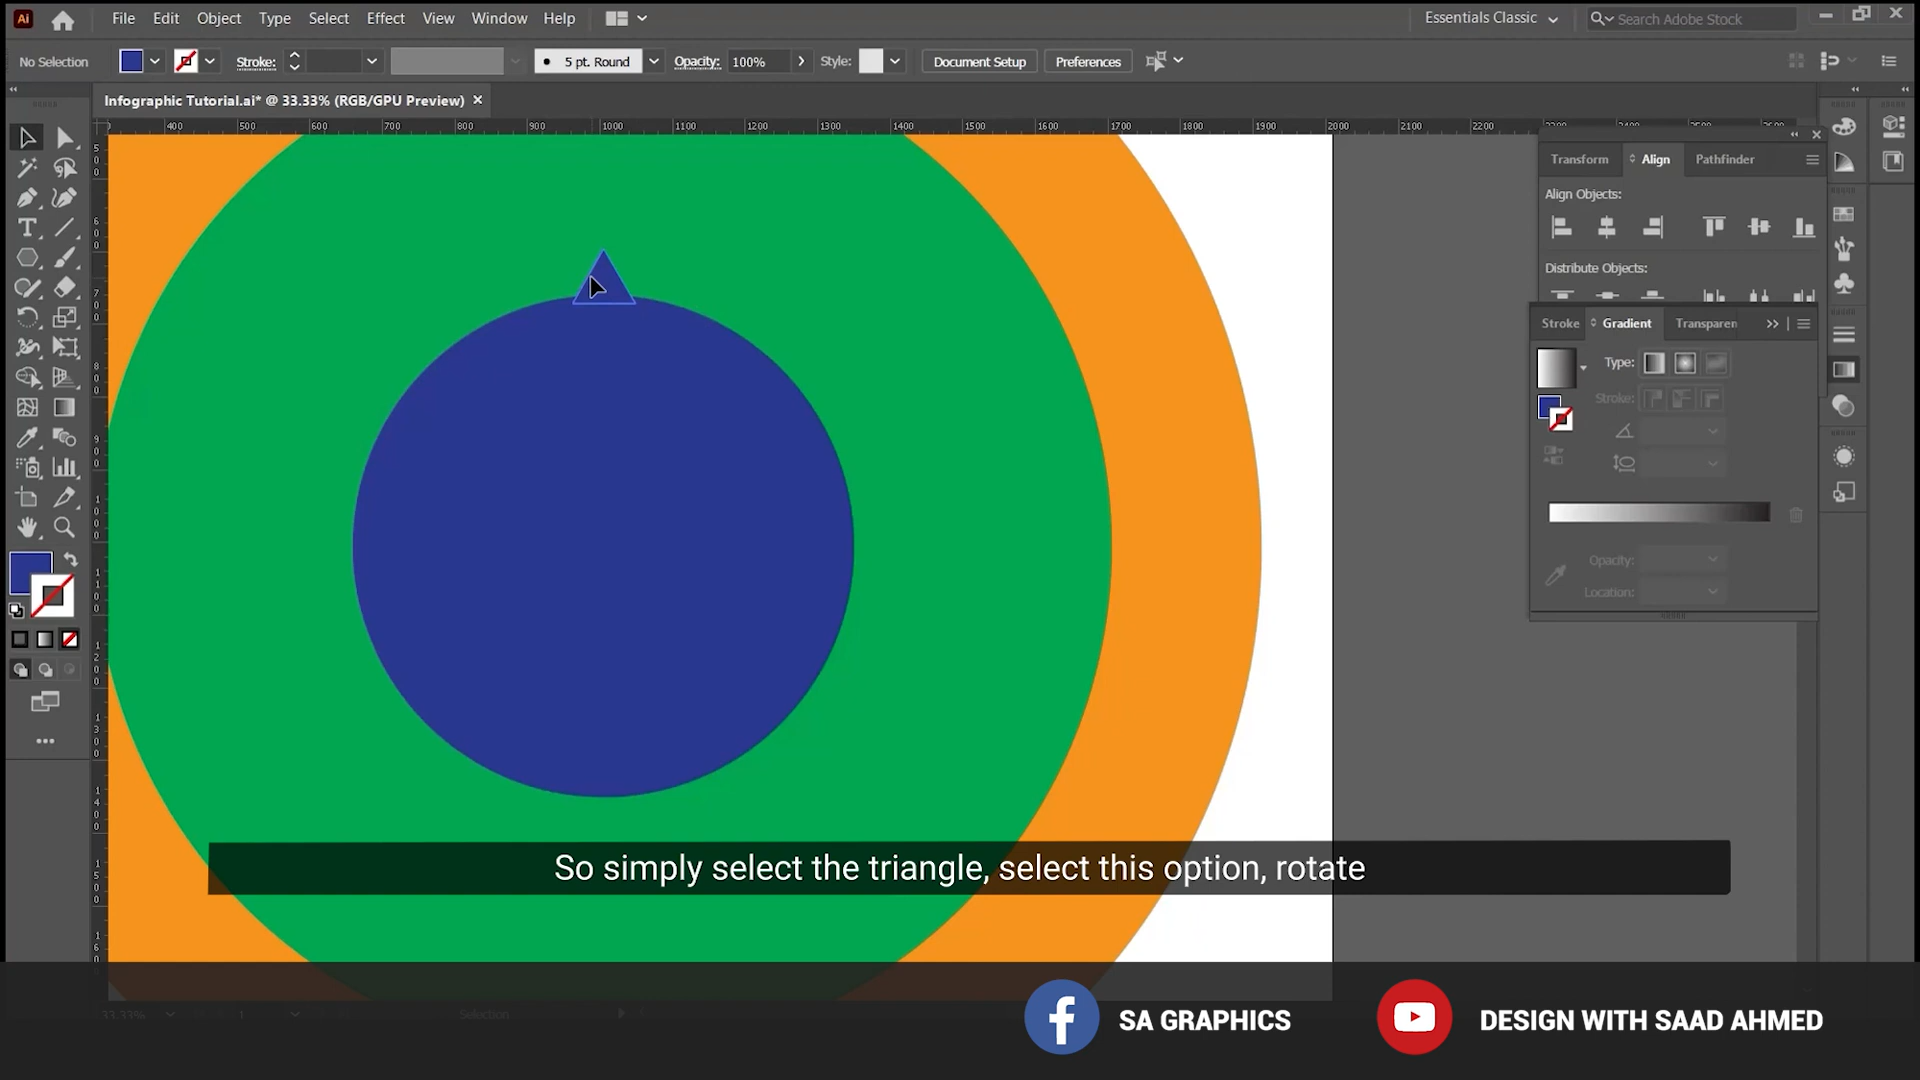 Ai File Edit Object Type Select Effect View Window Help Essentials Classic Search Adobe Stock
No Selection Stroke: 5 pt. Round Opacity: 100% Style: Document Setup Preferences
Infographic Tutorial.ai* @ 33.33% (RGB/GPU Preview)
400 500 600 700 800 900 1000 1100 1200 1300 1400 1500 1600 1700 1800 1900 2000 2100 2200
Transform Align Pathfinder
Align Objects:
Distribute Objects:
Stroke Gradient Transparen
Type:
Stroke:
Opacity:
Location:
So simply select the triangle, select this option, rotate
33.33% 1 Selection
SA GRAPHICS
DESIGN WITH SAAD AHMED